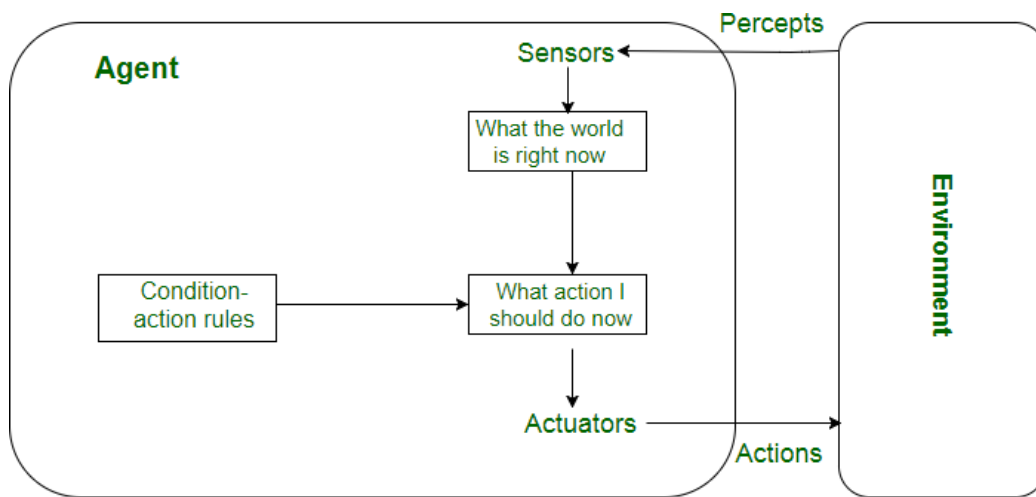 Percepts
Sensors
Agent
What the world
is right now
Environment
Condition-
action rules
What action I
should do now
Actuators
Actions